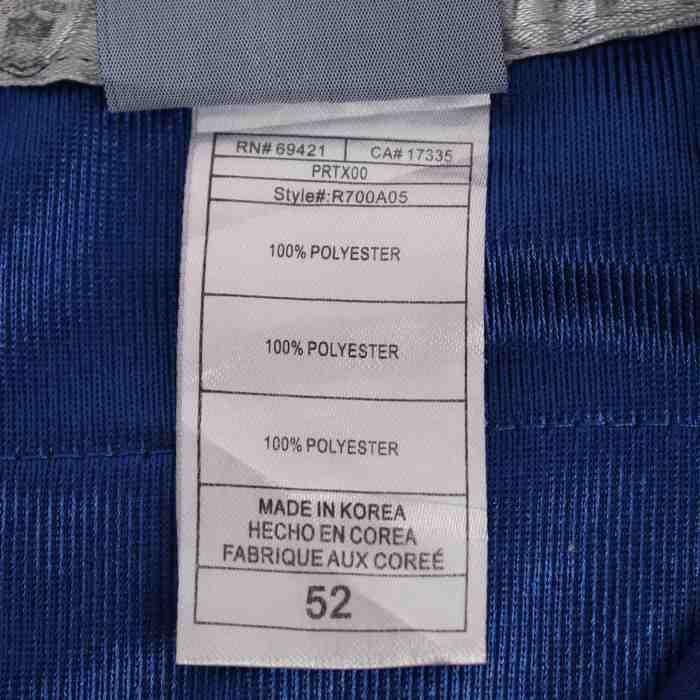 RN# 69421 CA# 17335
PRTX00
Style#:R700A05
100% POLYESTER
100% POLYESTER
100% POLYESTER
MADE IN KOREA
HECHO EN COREA
FABRIQUE AUX COREÉ
52